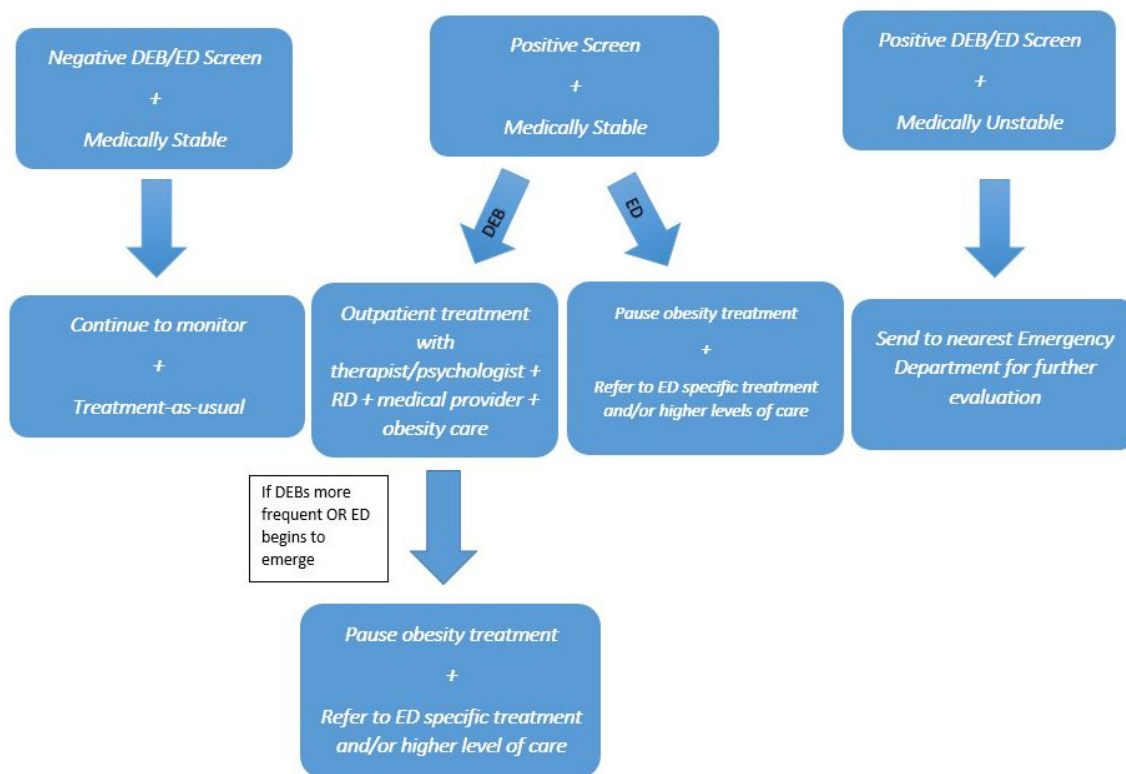 Negative DEB/ED Screen
+
Medically Stable
Positive Screen
+
Medically Stable
Positive DEB/ED Screen
+
Medically Unstable
DEB
ED
Continue to monitor
+
Treatment-as-usual
Outpatient treatment
with
therapist/psychologist +
RD + medical provider +
obesity care
Pause obesity treatment
+
Refer to ED specific treatment
and/or higher levels of care
Send to nearest Emergency
Department for further
evaluation
If DEBs more
frequent OR ED
begins to
emerge
Pause obesity treatment
+
Refer to ED specific treatment
and/or higher level of care